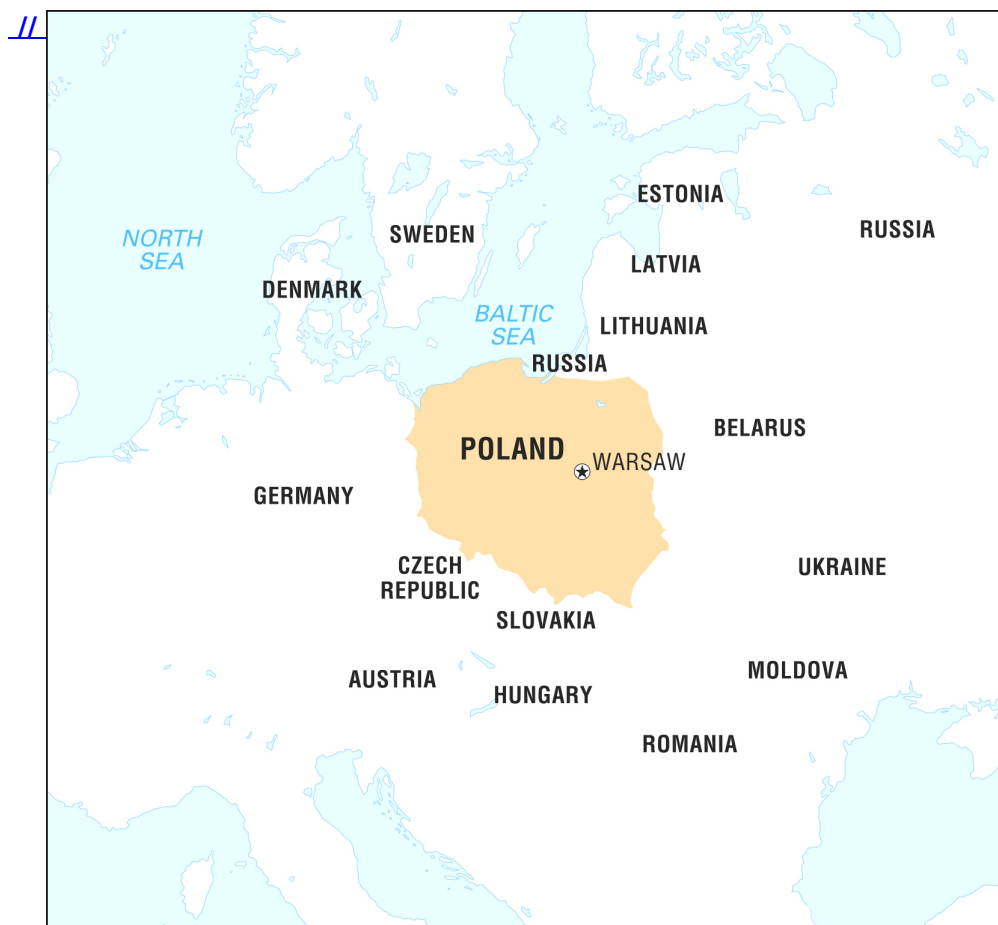 //
ESTONIA
RUSSIA
SWEDEN
NORTH
SEA
LATVIA
DENMARK
BALTIC
SEA
LITHUANIA
RUSSIA
BELARUS
POLAND
WARSAW
GERMANY
CZECH
REPUBLIC
UKRAINE
SLOVAKIA
MOLDOVA
AUSTRIA
HUNGARY
ROMANIA